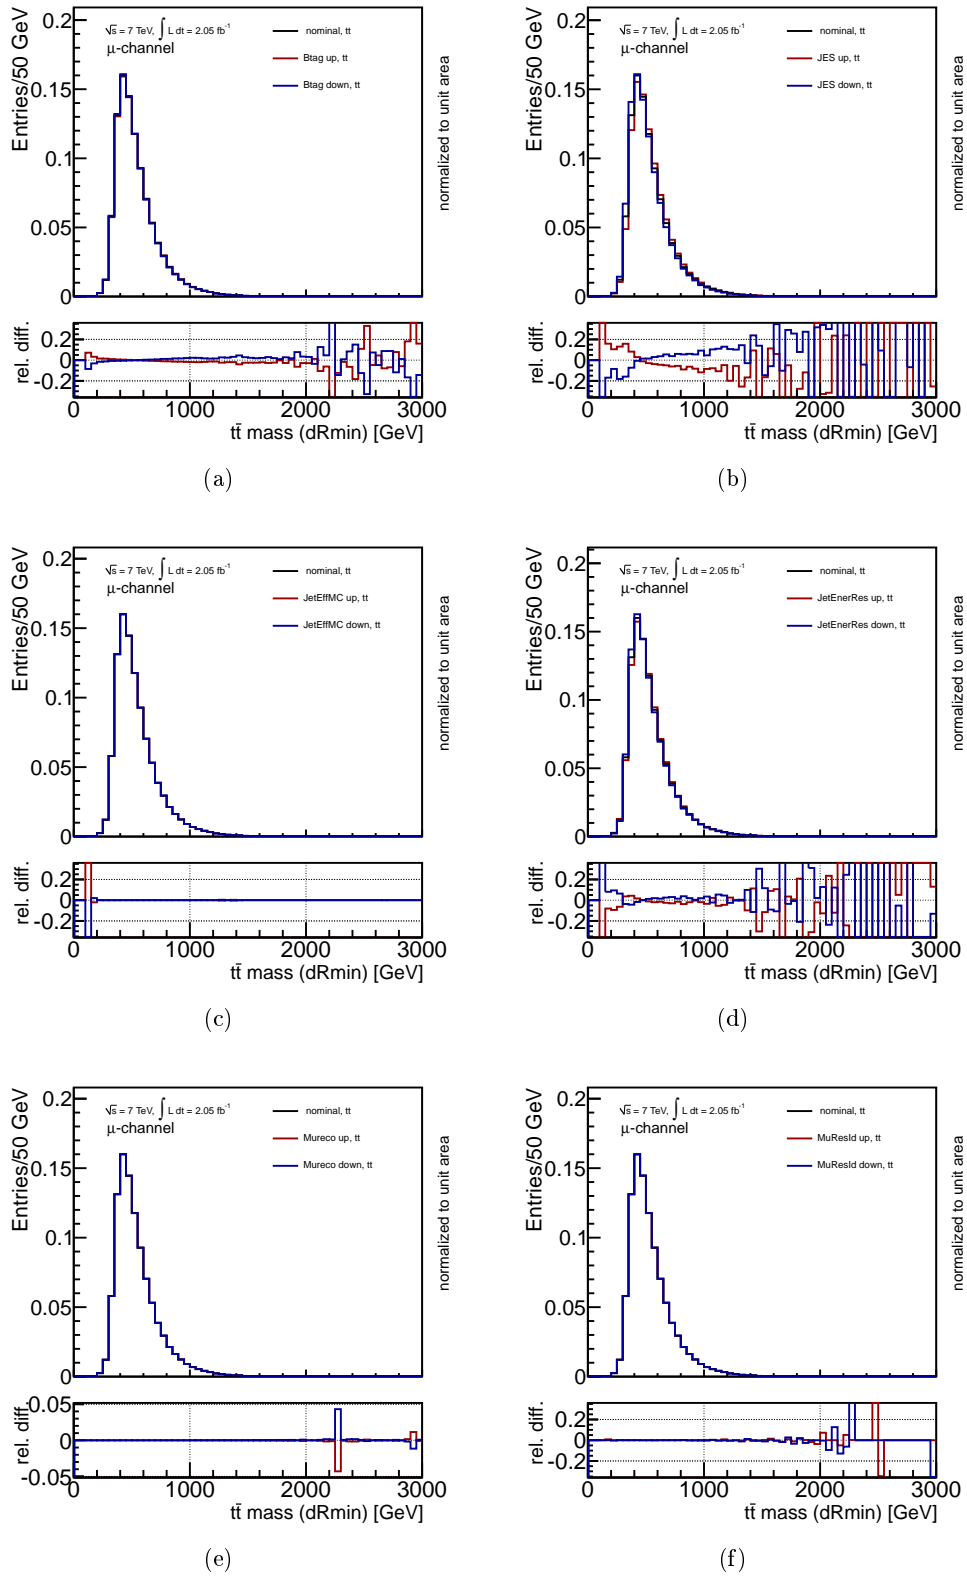 Entries/50 GeV
0.2
0.15
0.1
0.05
0
√s = 7 TeV, ∫ L dt = 2.05 fb⁻¹
μ-channel
nominal, tt
Btag up, tt
Btag down, tt
normalized to unit area
rel. diff.
0.2
0
-0.2
0 1000 2000 3000
tt̄ mass (dRmin) [GeV]
(a)
Entries/50 GeV
0.2
0.15
0.1
0.05
0
√s = 7 TeV, ∫ L dt = 2.05 fb⁻¹
μ-channel
nominal, tt
JES up, tt
JES down, tt
normalized to unit area
rel. diff.
0.2
0
-0.2
0 1000 2000 3000
tt̄ mass (dRmin) [GeV]
(b)
Entries/50 GeV
0.2
0.15
0.1
0.05
0
√s = 7 TeV, ∫ L dt = 2.05 fb⁻¹
μ-channel
nominal, tt
JetEffMC up, tt
JetEffMC down, tt
normalized to unit area
rel. diff.
0.2
0
-0.2
0 1000 2000 3000
tt̄ mass (dRmin) [GeV]
(c)
Entries/50 GeV
0.2
0.15
0.1
0.05
0
√s = 7 TeV, ∫ L dt = 2.05 fb⁻¹
μ-channel
nominal, tt
JetEnerRes up, tt
JetEnerRes down, tt
normalized to unit area
rel. diff.
0.2
0
-0.2
0 1000 2000 3000
tt̄ mass (dRmin) [GeV]
(d)
Entries/50 GeV
0.2
0.15
0.1
0.05
0
√s = 7 TeV, ∫ L dt = 2.05 fb⁻¹
μ-channel
nominal, tt
Mureco up, tt
Mureco down, tt
normalized to unit area
rel. diff.
0.05
0
-0.05
0 1000 2000 3000
tt̄ mass (dRmin) [GeV]
(e)
Entries/50 GeV
0.2
0.15
0.1
0.05
0
√s = 7 TeV, ∫ L dt = 2.05 fb⁻¹
μ-channel
nominal, tt
MuResId up, tt
MuResId down, tt
normalized to unit area
rel. diff.
0.2
0
-0.2
0 1000 2000 3000
tt̄ mass (dRmin) [GeV]
(f)